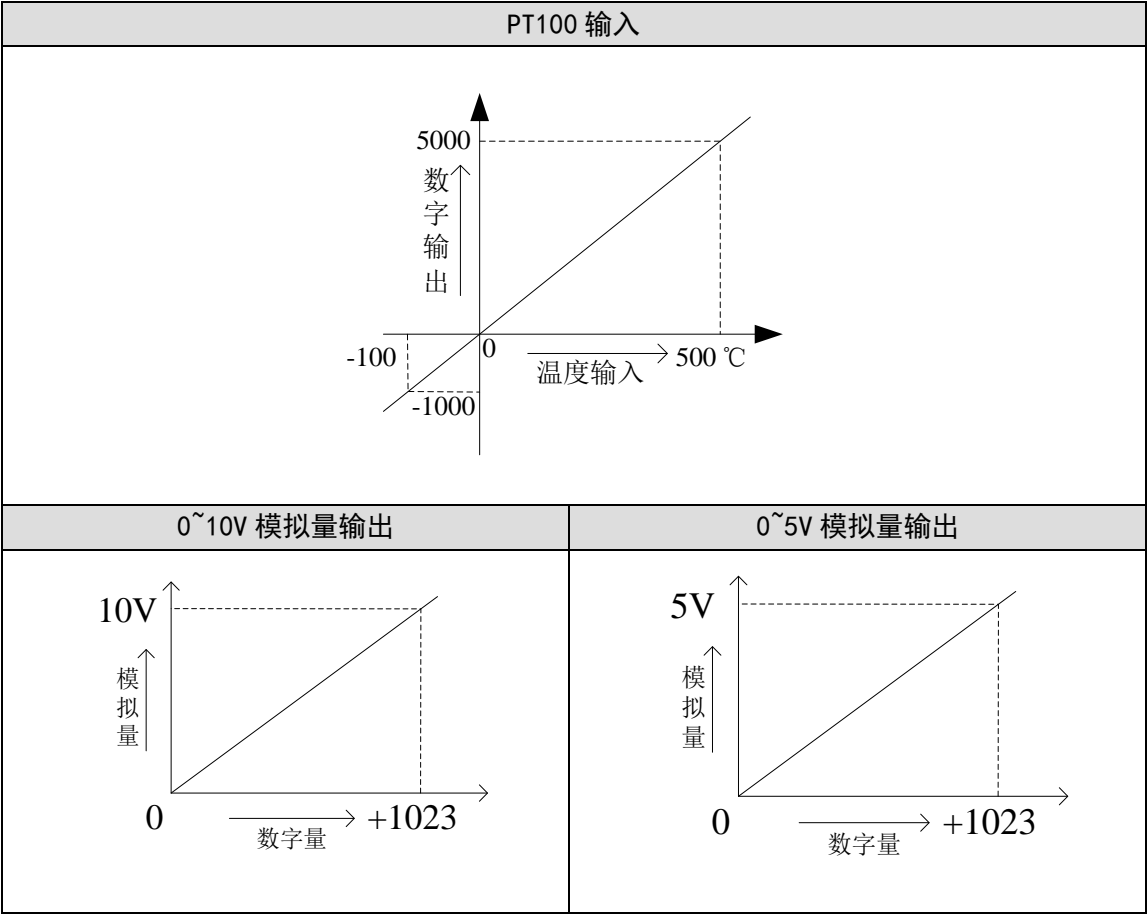 PT100 输入
5000
数字输出
-100
0
温度输入
500 ℃
-1000
0~10V 模拟量输出
0~5V 模拟量输出
10V
模拟量
0
数字量
+1023
5V
模拟量
0
数字量
+1023